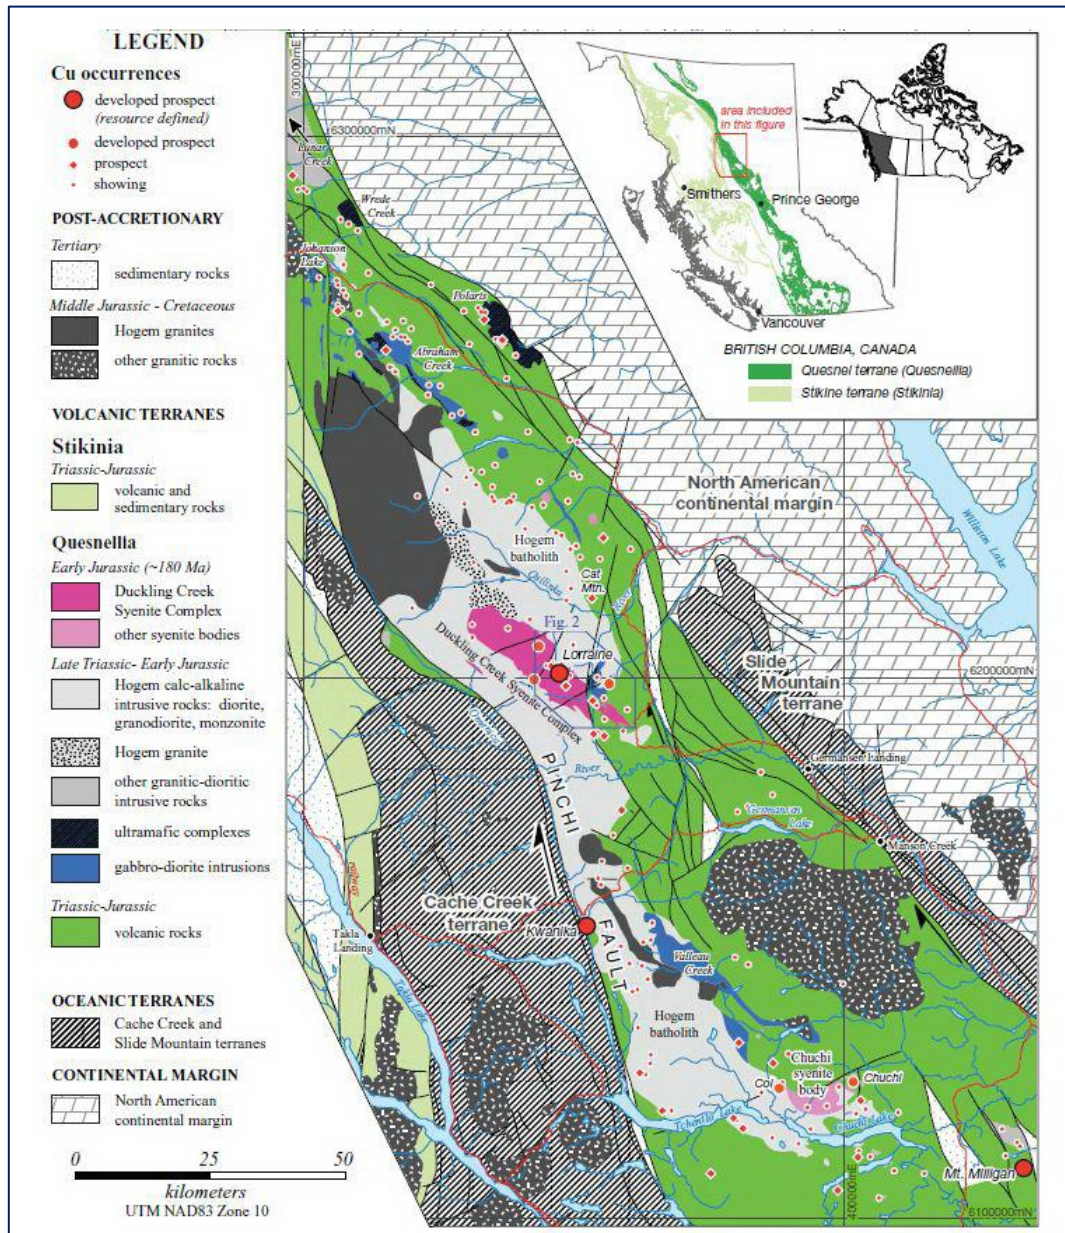 LEGEND
Cu occurrences
developed prospect
(resource defined)
developed prospect
prospect
showing
POST-ACCRETIONARY
Tertiary
sedimentary rocks
Middle Jurassic - Cretaceous
Hogem granites
other granitic rocks
VOLCANIC TERRANES
Stikinia
Triassic-Jurassic
volcanic and
sedimentary rocks
Quesnellia
Early Jurassic (~180 Ma)
Duckling Creek
Syenite Complex
other syenite bodies
Late Triassic- Early Jurassic
Hogem calc-alkaline
intrusive rocks: diorite,
granodiorite, monzonite
Hogem granite
other granitic-dioritic
intrusive rocks
ultramafic complexes
gabbro-diorite intrusions
Triassic-Jurassic
volcanic rocks
OCEANIC TERRANES
Cache Creek and
Slide Mountain terranes
CONTINENTAL MARGIN
North American
continental margin
0 25 50
kilometers
UTM NAD83 Zone 10
300000mE
6300000mN
Lunar
Creek
Wrede
Creek
Johanson
Lake
Polaris
Abraham
Creek
area included
in this figure
Smithers
Prince George
Vancouver
BRITISH COLUMBIA, CANADA
Quesnel terrane (Quesnellia)
Stikine terrane (Stikinia)
North American
continental margin
Williston Lake
Hogem
batholith
Cat
Mtn.
River
Fig. 2
Lorraine
Duckling Creek Syenite Complex
6200000mN
Slide
Mountain
terrane
River
Germansen Landing
Germansen
Lake
Manson Creek
PINCHI
FAULT
Cache Creek
terrane
Kwanika
railway
Takla
Landing
Takla Lake
Valleau
Creek
Hogem
batholith
Chuchi
syenite
body
Col
Chuchi
Chuchi Lake
Mt. Milligan
400000mE
6100000mN